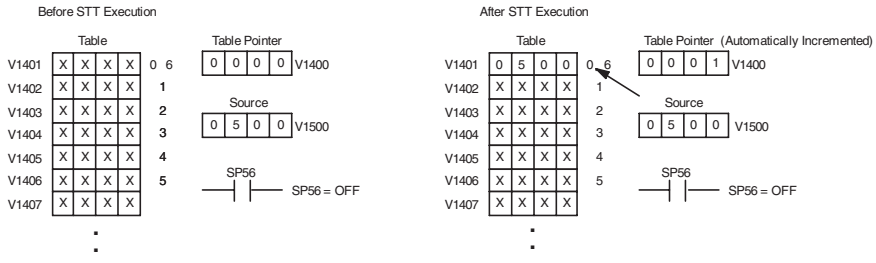 Before STT Execution
Table Table Pointer
V1401 X X X X 0 6 0 0 0 0 V1400
V1402 X X X X 1
V1403 X X X X 2 Source
V1404 X X X X 3 0 5 0 0 V1500
V1405 X X X X 4
V1406 X X X X 5 SP56
SP56 = OFF
V1407 X X X X
After STT Execution
Table Table Pointer (Automatically Incremented)
V1401 0 5 0 0 0 6 0 0 0 1 V1400
V1402 X X X X 1
V1403 X X X X 2 Source
V1404 X X X X 3 0 5 0 0 V1500
V1405 X X X X 4
V1406 X X X X 5 SP56
SP56 = OFF
V1407 X X X X